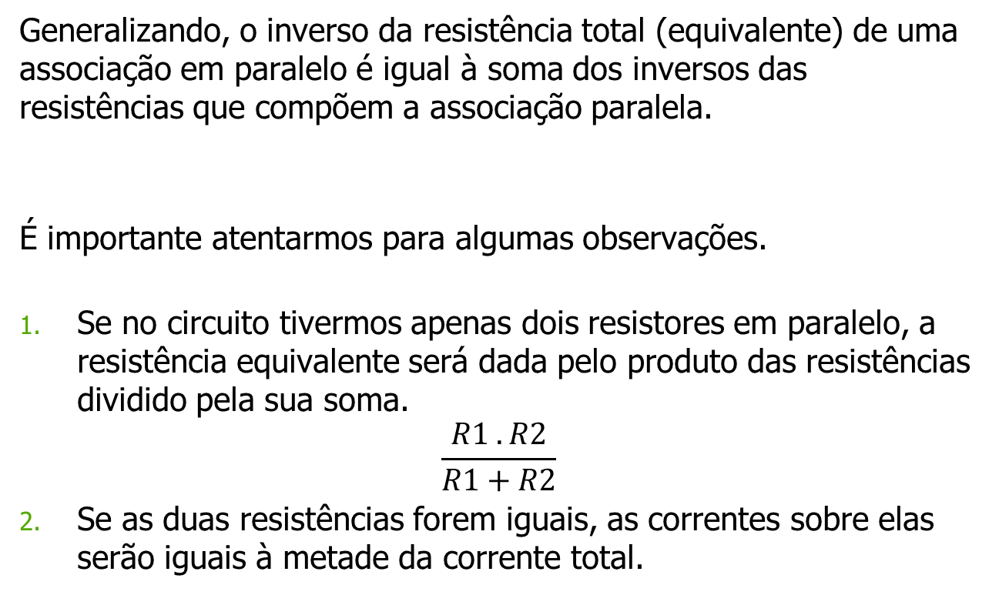 Generalizando, o inverso da resistência total (equivalente) de uma
associação em paralelo é igual à soma dos inversos das
resistências que compõem a associação paralela.
É importante atentarmos para algumas observações.
1. Se no circuito tivermos apenas dois resistores em paralelo, a
resistência equivalente será dada pelo produto das resistências
dividido pela sua soma.
R1 . R2
R1 + R2
2. Se as duas resistências forem iguais, as correntes sobre elas
serão iguais à metade da corrente total.